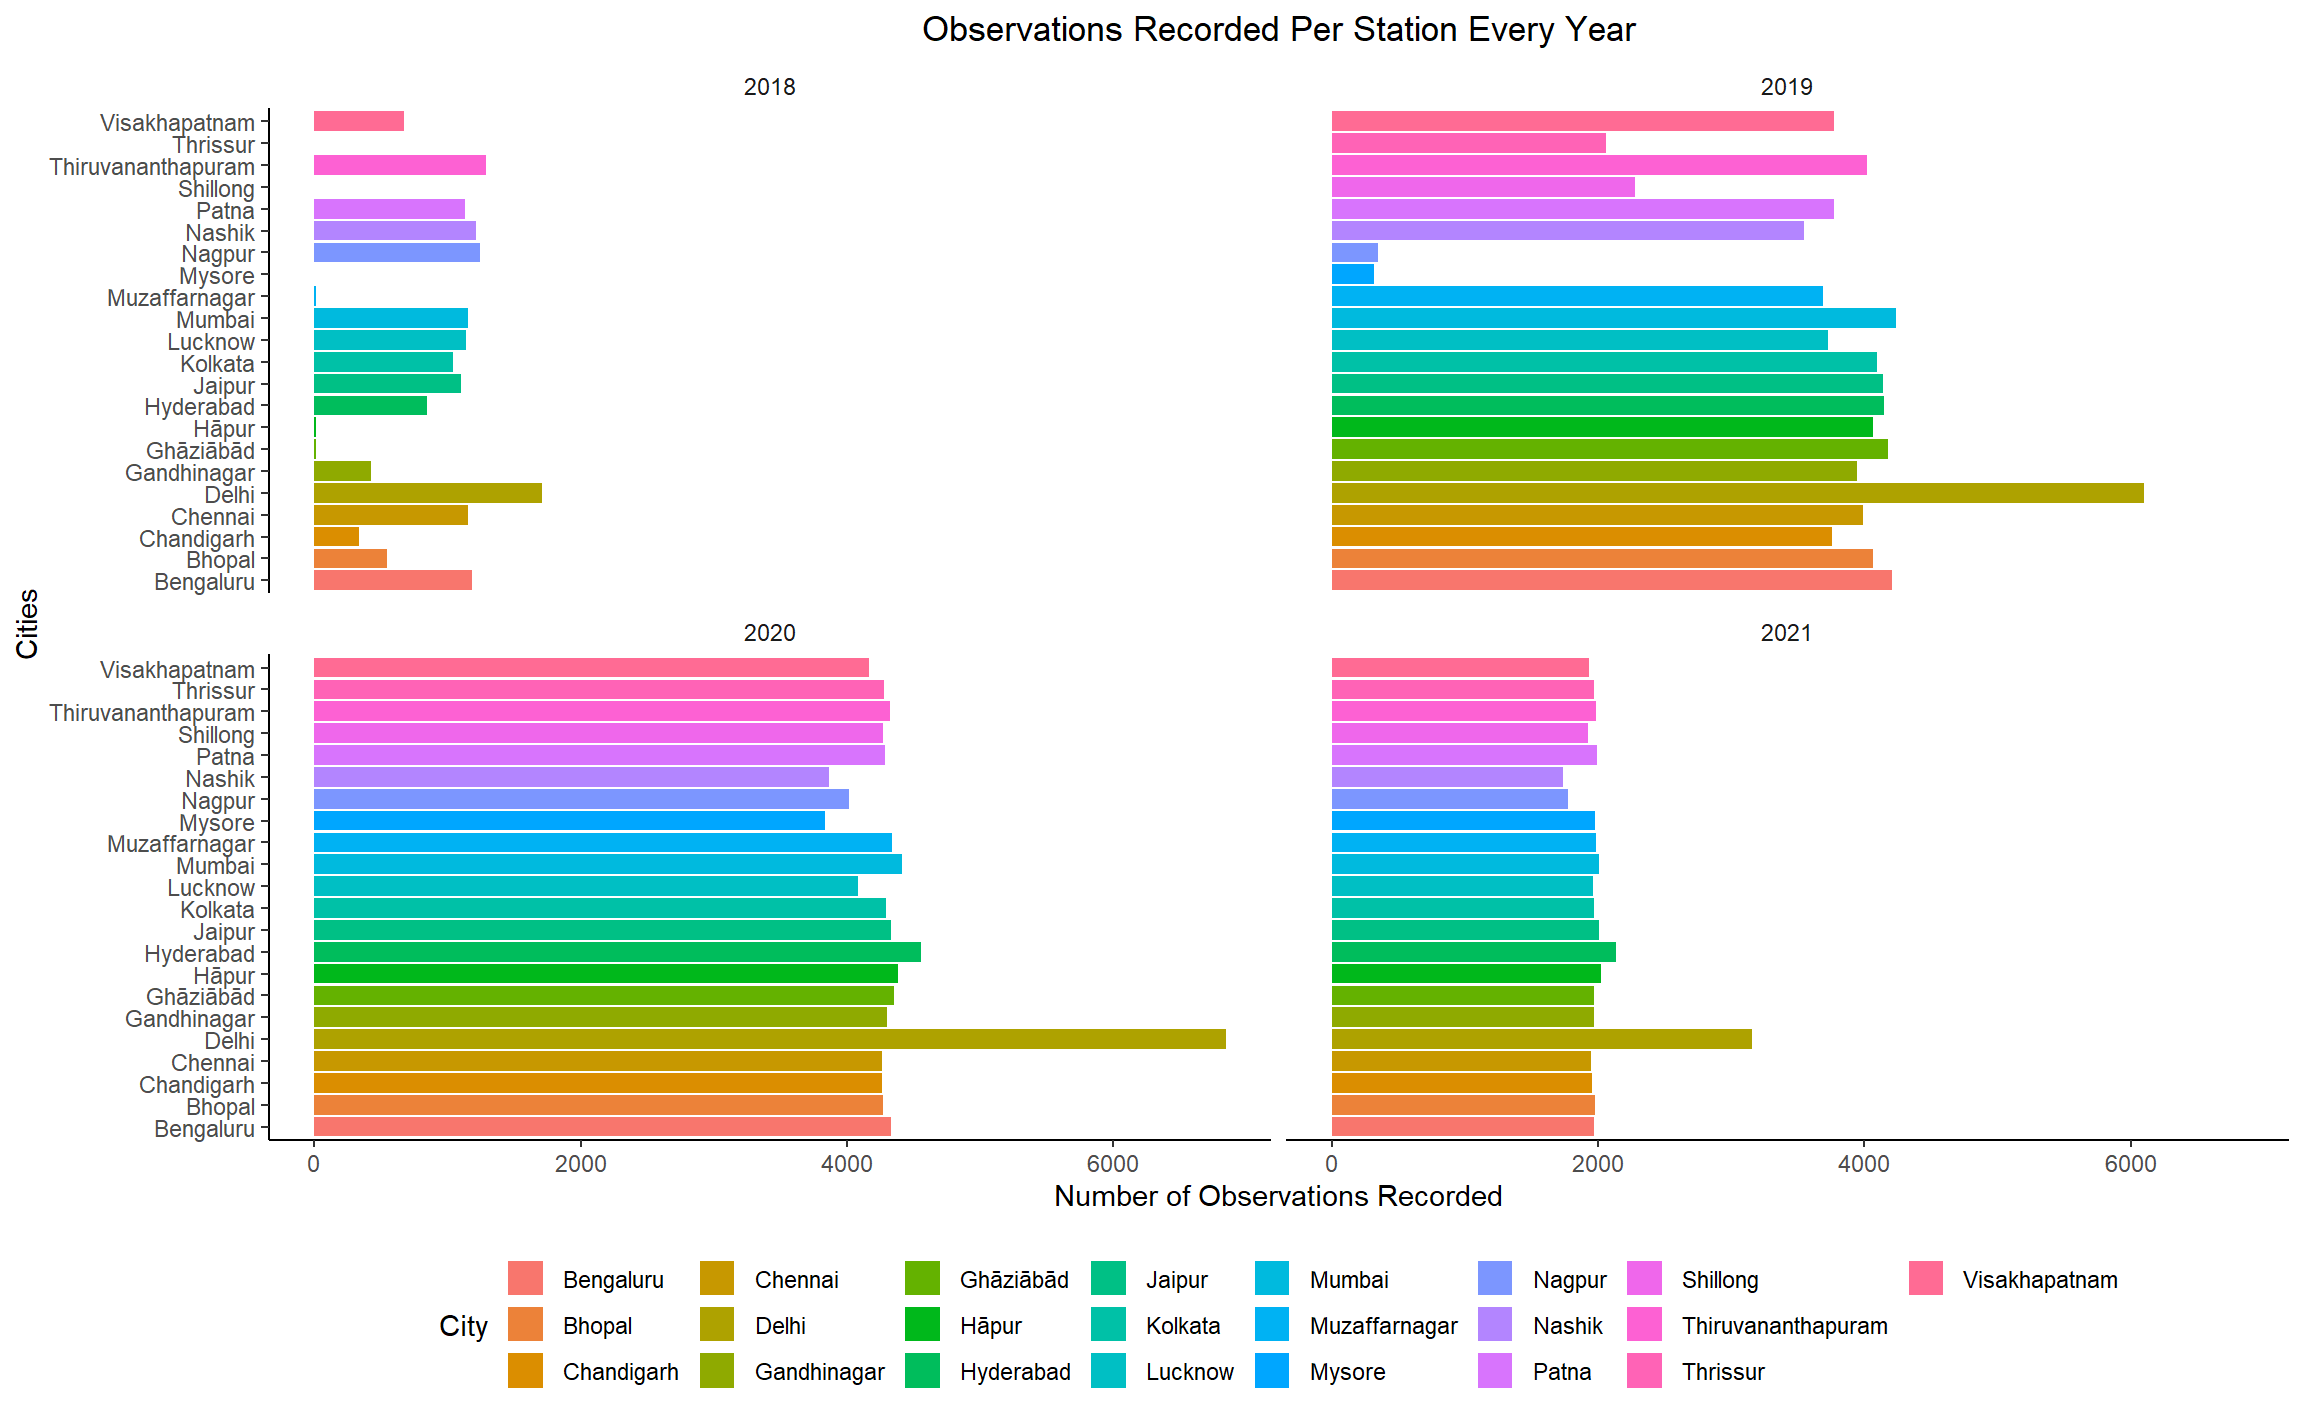 Observations Recorded Per Station Every Year
2018
2019
Visakhapatnam
Thrissur
Thiruvananthapuram
Shillong
Patna
Nashik
Nagpur
Mysore
Muzaffarnagar
Mumbai
Lucknow
Kolkata
Jaipur
Hyderabad
Hāpur
Ghāziābād
Gandhinagar
Delhi
Chennai
Chandigarh
Bhopal
Bengaluru
Cities
2020
2021
Visakhapatnam
Thrissur
Thiruvananthapuram
Shillong
Patna
Nashik
Nagpur
Mysore
Muzaffarnagar
Mumbai
Lucknow
Kolkata
Jaipur
Hyderabad
Hāpur
Ghāziābād
Gandhinagar
Delhi
Chennai
Chandigarh
Bhopal
Bengaluru
0 2000 4000 6000
0 2000 4000 6000
Number of Observations Recorded
City
Bengaluru Chennai Ghāziābād Jaipur Mumbai Nagpur Shillong Visakhapatnam
Bhopal Delhi Hāpur Kolkata Muzaffarnagar Nashik Thiruvananthapuram
Chandigarh Gandhinagar Hyderabad Lucknow Mysore Patna Thrissur